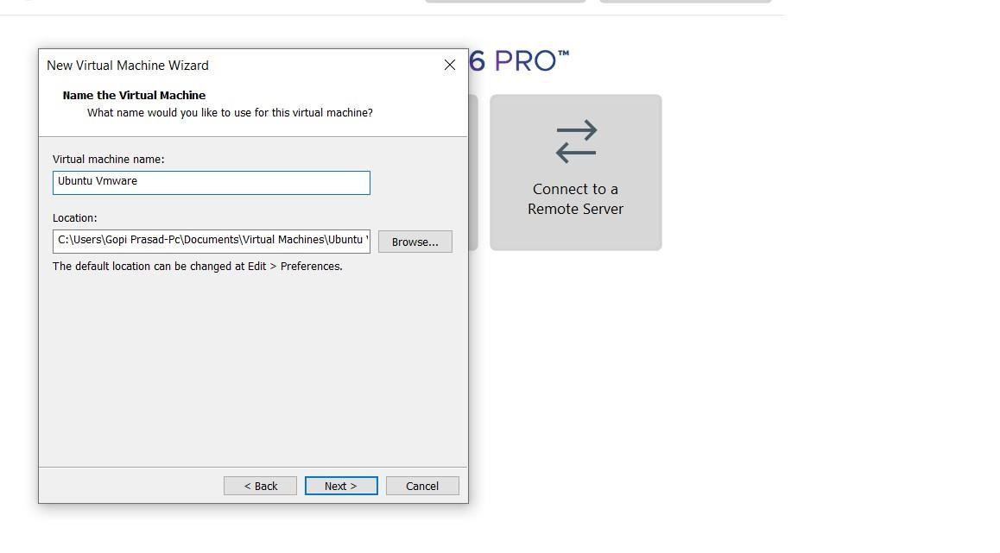 New Virtual Machine Wizard
6 PRO™
Name the Virtual Machine
What name would you like to use for this virtual machine?
Virtual machine name:
Ubuntu Vmware
Location:
C:\Users\Gopi Prasad-Pc\Documents\Virtual Machines\Ubuntu
Browse...
The default location can be changed at Edit > Preferences.
Connect to a
Remote Server
< Back
Next >
Cancel